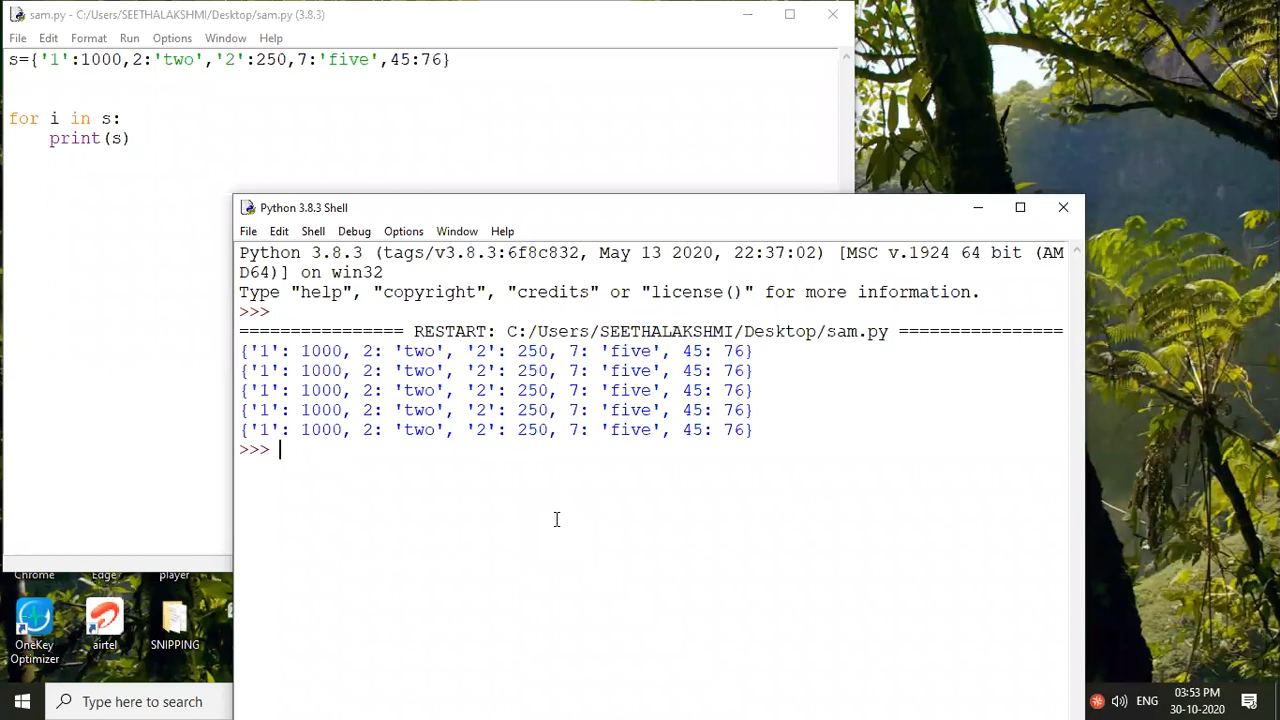 sam.py - C:/Users/SEETHALAKSHMI/Desktop/sam.py (3.8.3)
File Edit Format Run Options Window Help
s={'1':1000,2:'two','2':250,7:'five',45:76}
for i in s:
    print(s)
Python 3.8.3 Shell
File Edit Shell Debug Options Window Help
Python 3.8.3 (tags/v3.8.3:6f8c832, May 13 2020, 22:37:02) [MSC v.1924 64 bit (AM
D64)] on win32
Type "help", "copyright", "credits" or "license()" for more information.
>>>
================ RESTART: C:/Users/SEETHALAKSHMI/Desktop/sam.py ================
{'1': 1000, 2: 'two', '2': 250, 7: 'five', 45: 76}
{'1': 1000, 2: 'two', '2': 250, 7: 'five', 45: 76}
{'1': 1000, 2: 'two', '2': 250, 7: 'five', 45: 76}
{'1': 1000, 2: 'two', '2': 250, 7: 'five', 45: 76}
{'1': 1000, 2: 'two', '2': 250, 7: 'five', 45: 76}
>>>
Chrome Edge player
OneKey Optimizer airtel SNIPPING
Type here to search
ENG
03:53 PM
30-10-2020